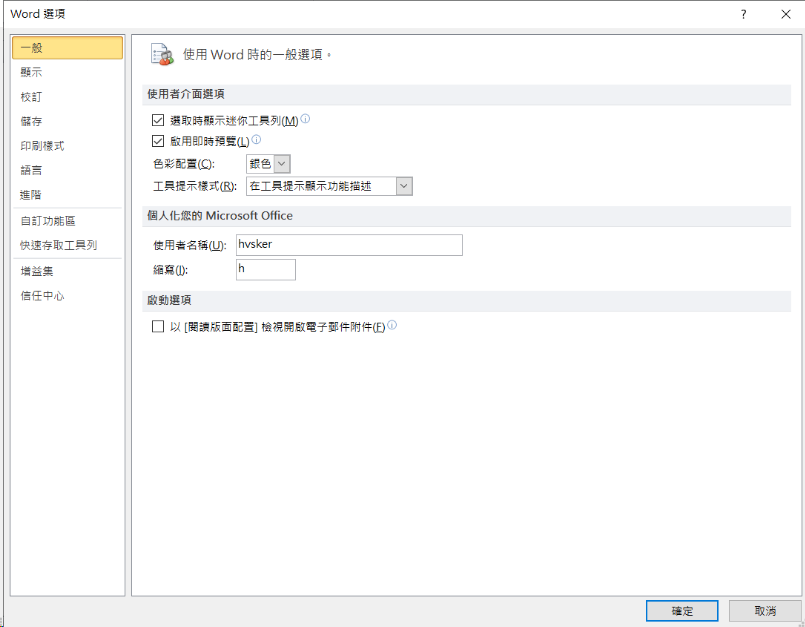 Word 選項
?
一般
顯示
校訂
儲存
印刷樣式
語言
進階
自訂功能區
快速存取工具列
增益集
信任中心
使用 Word 時的一般選項。
使用者介面選項
選取時顯示迷你工具列(M)
啟用即時預覽(L)
色彩配置(C): 銀色
工具提示樣式(R): 在工具提示顯示功能描述
個人化您的 Microsoft Office
使用者名稱(U): hvsker
縮寫(I): h
啟動選項
以 [閱讀版面配置] 檢視開啟電子郵件附件(F)
確定 取消